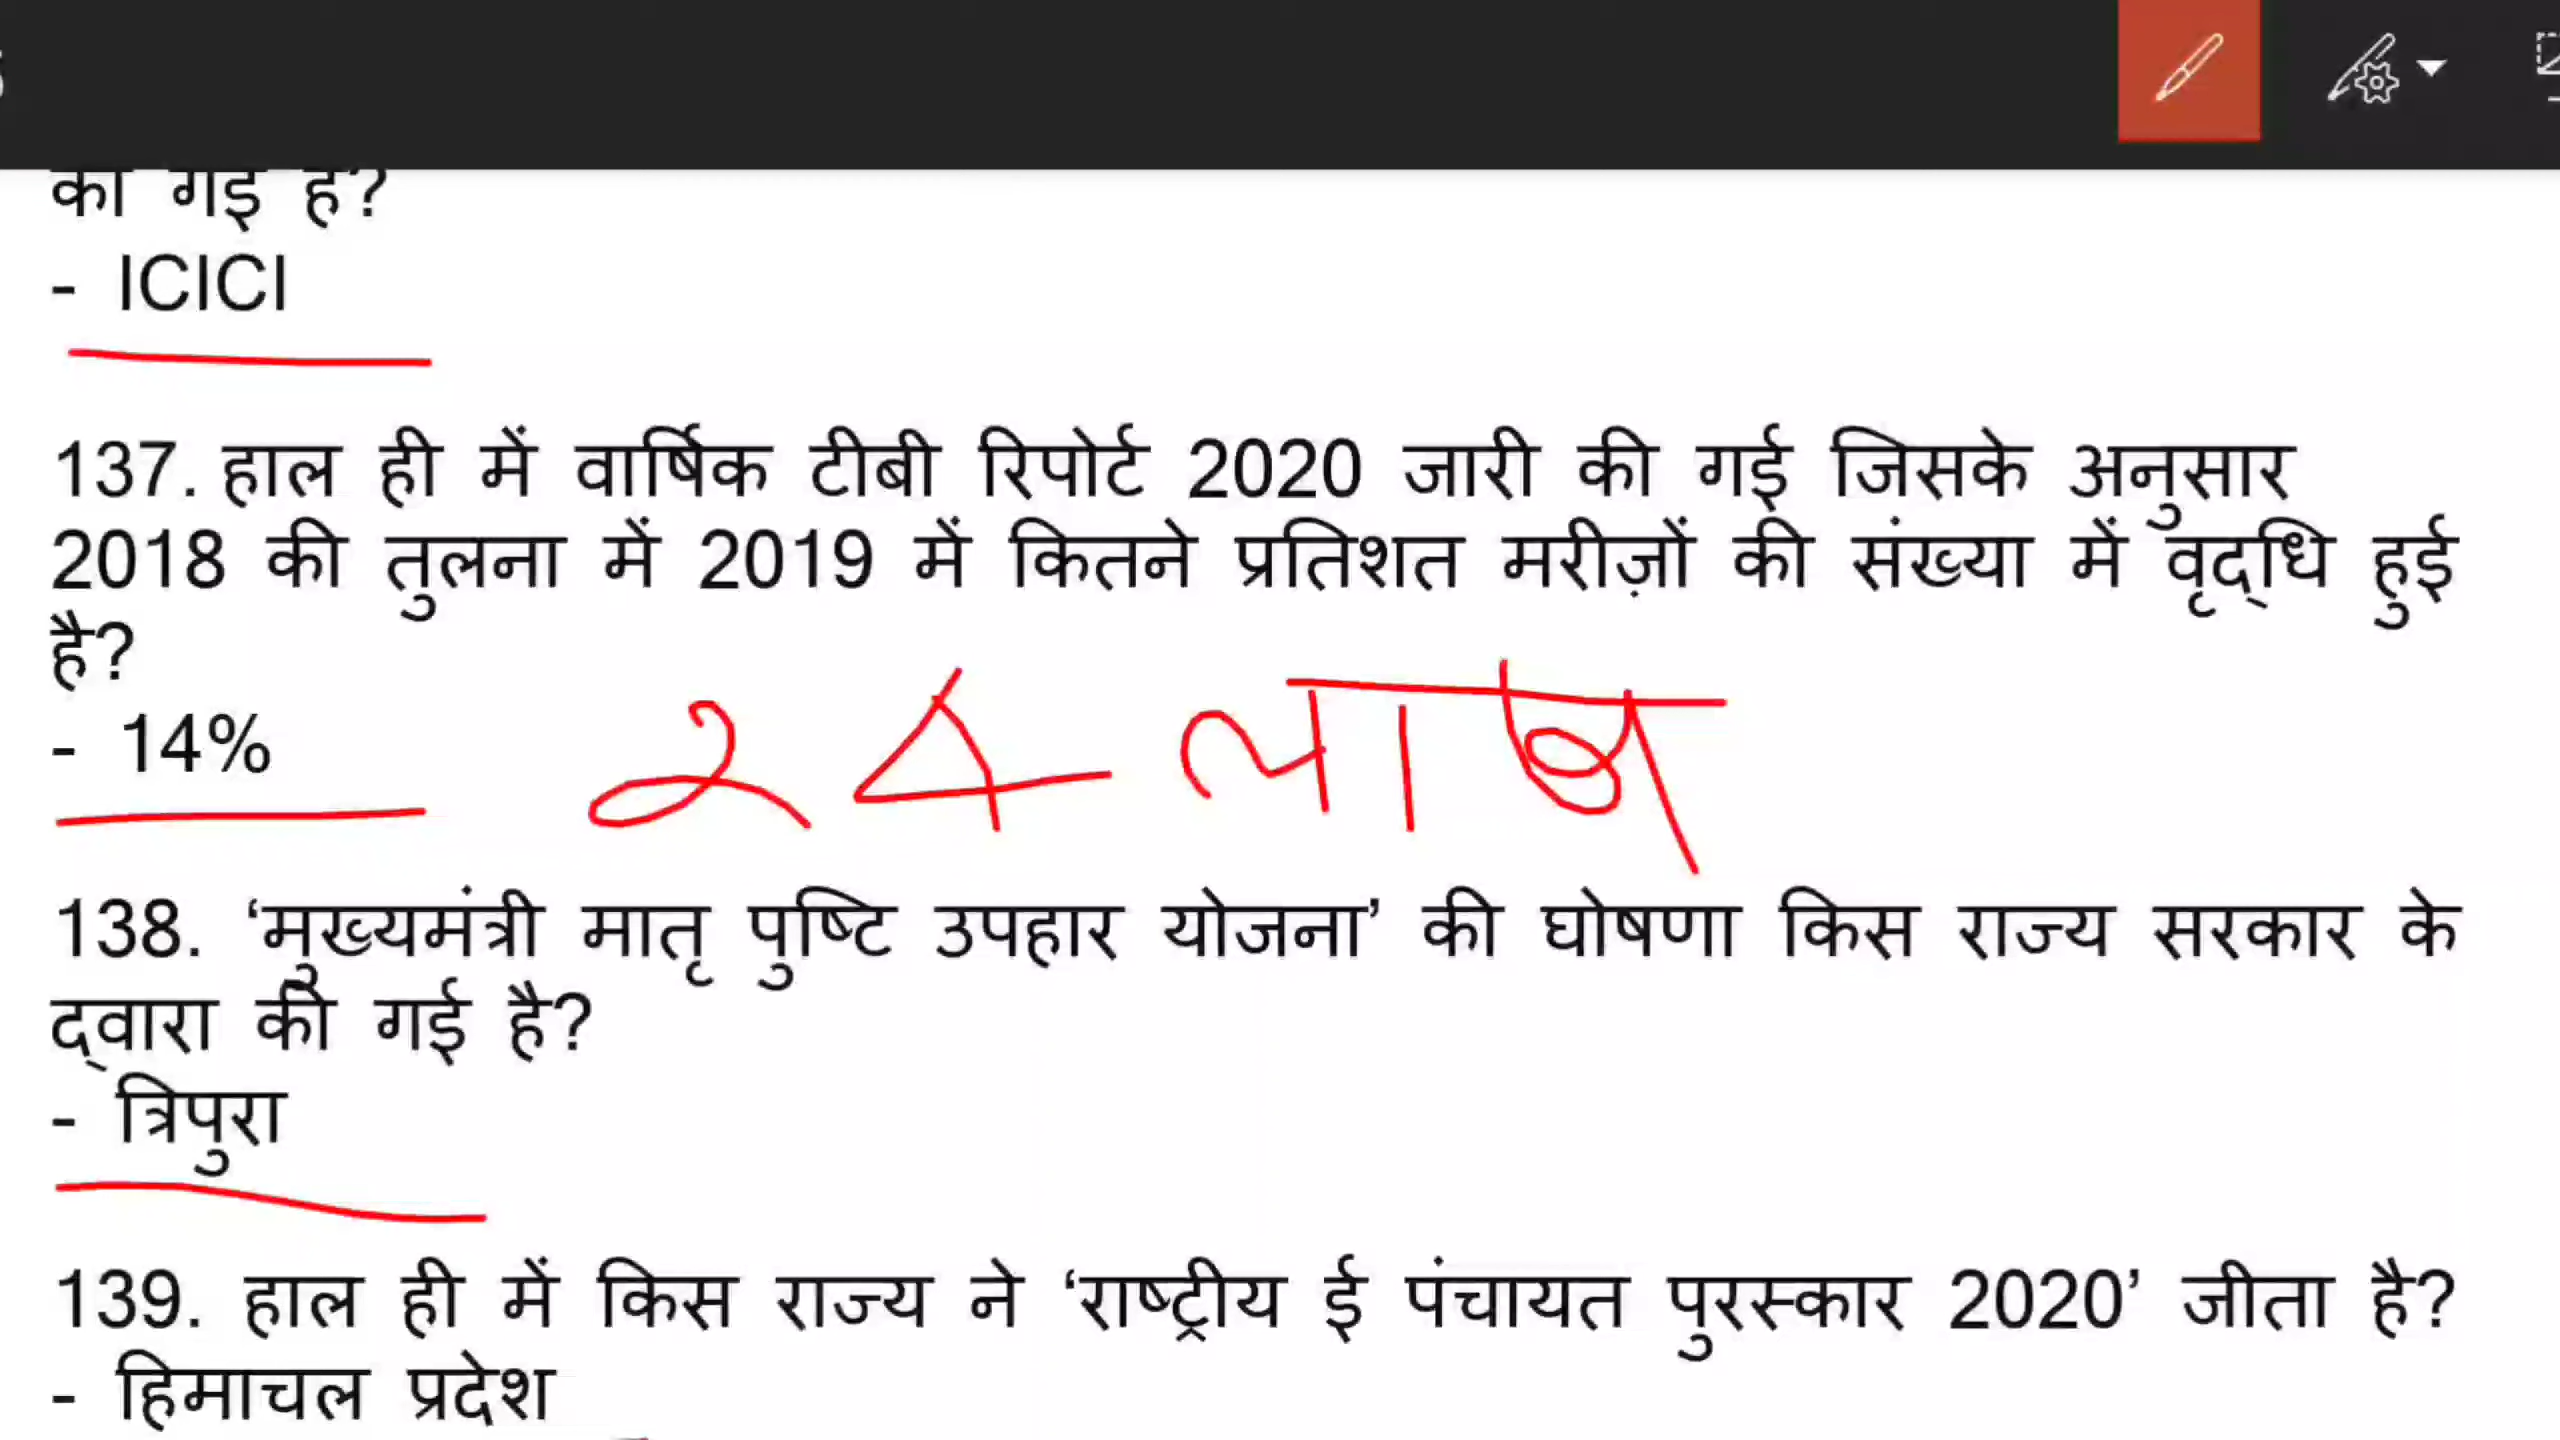 की गई है?
- ICICI
137. हाल ही में वार्षिक टीबी रिपोर्ट 2020 जारी की गई जिसके अनुसार
2018 की तुलना में 2019 में कितने प्रतिशत मरीज़ों की संख्या में वृद्धि हुई
है?
- 14% 24 लाख
138. ‘मुख्यमंत्री मातृ पुष्टि उपहार योजना’ की घोषणा किस राज्य सरकार के
द्वारा की गई है?
- त्रिपुरा
139. हाल ही में किस राज्य ने ‘राष्ट्रीय ई पंचायत पुरस्कार 2020’ जीता है?
- हिमाचल प्रदेश